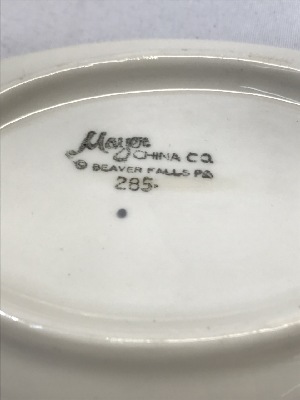 Mayer
CHINA CO.
© BEAVER FALLS PA
285